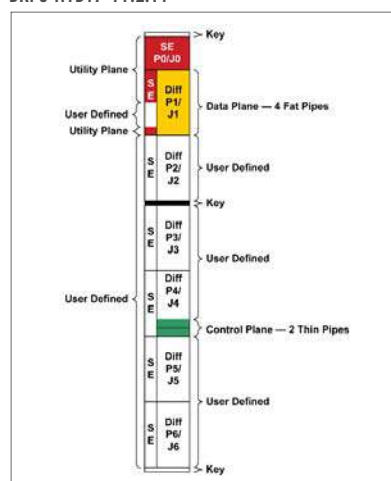 Key
SE
P0/J0
Utility Plane
S
E
Diff
P1/
J1
Data Plane — 4 Fat Pipes
User Defined
Utility Plane
S
E
Diff
P2/
J2
User Defined
Key
S
E
Diff
P3/
J3
User Defined
User Defined
S
E
Diff
P4/
J4
Control Plane — 2 Thin Pipes
S
E
Diff
P5/
J5
User Defined
S
E
Diff
P6/
J6
Key